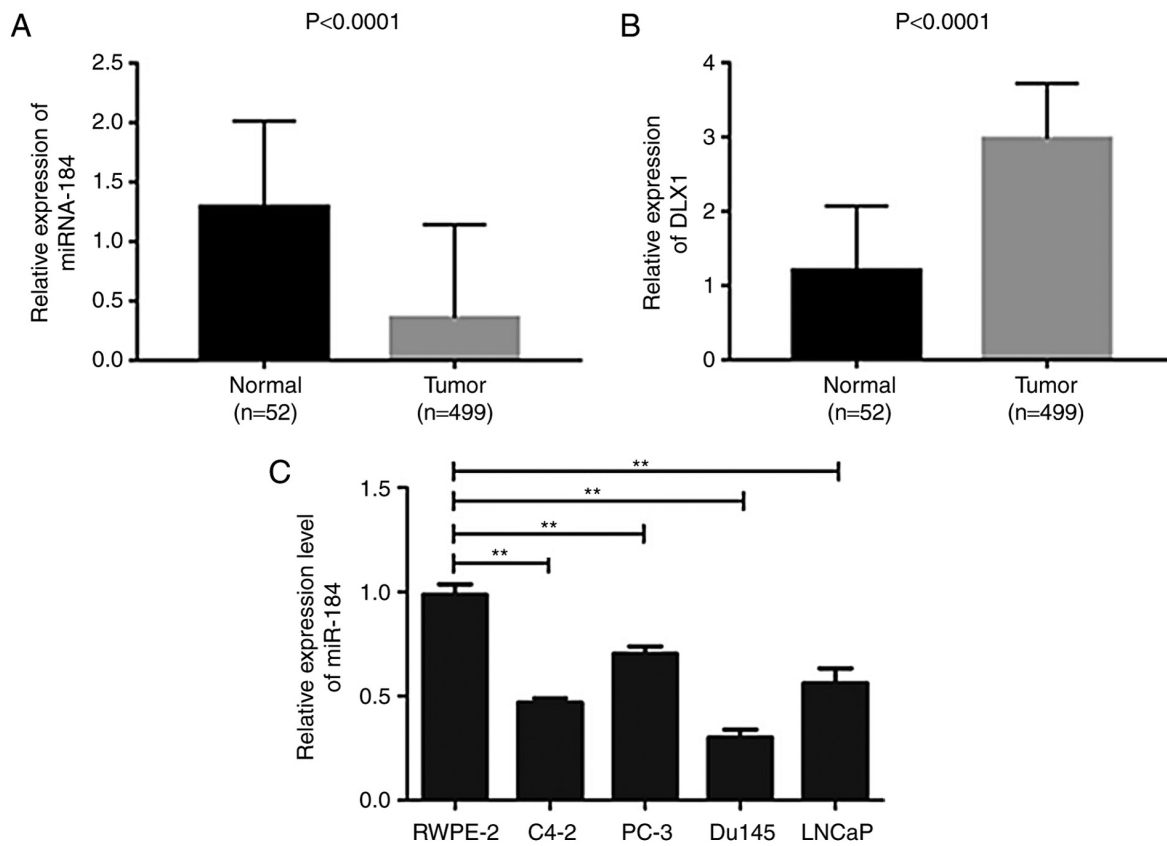 A
P<0.0001
Relative expression of
miRNA-184
2.5
2.0
1.5
1.0
0.5
0.0
Normal
(n=52)
Tumor
(n=499)
B
P<0.0001
Relative expression
of DLX1
4
3
2
1
0
Normal
(n=52)
Tumor
(n=499)
C
Relative expression level
of miR-184
1.5
1.0
0.5
0.0
**
**
**
**
RWPE-2
C4-2
PC-3
Du145
LNCaP